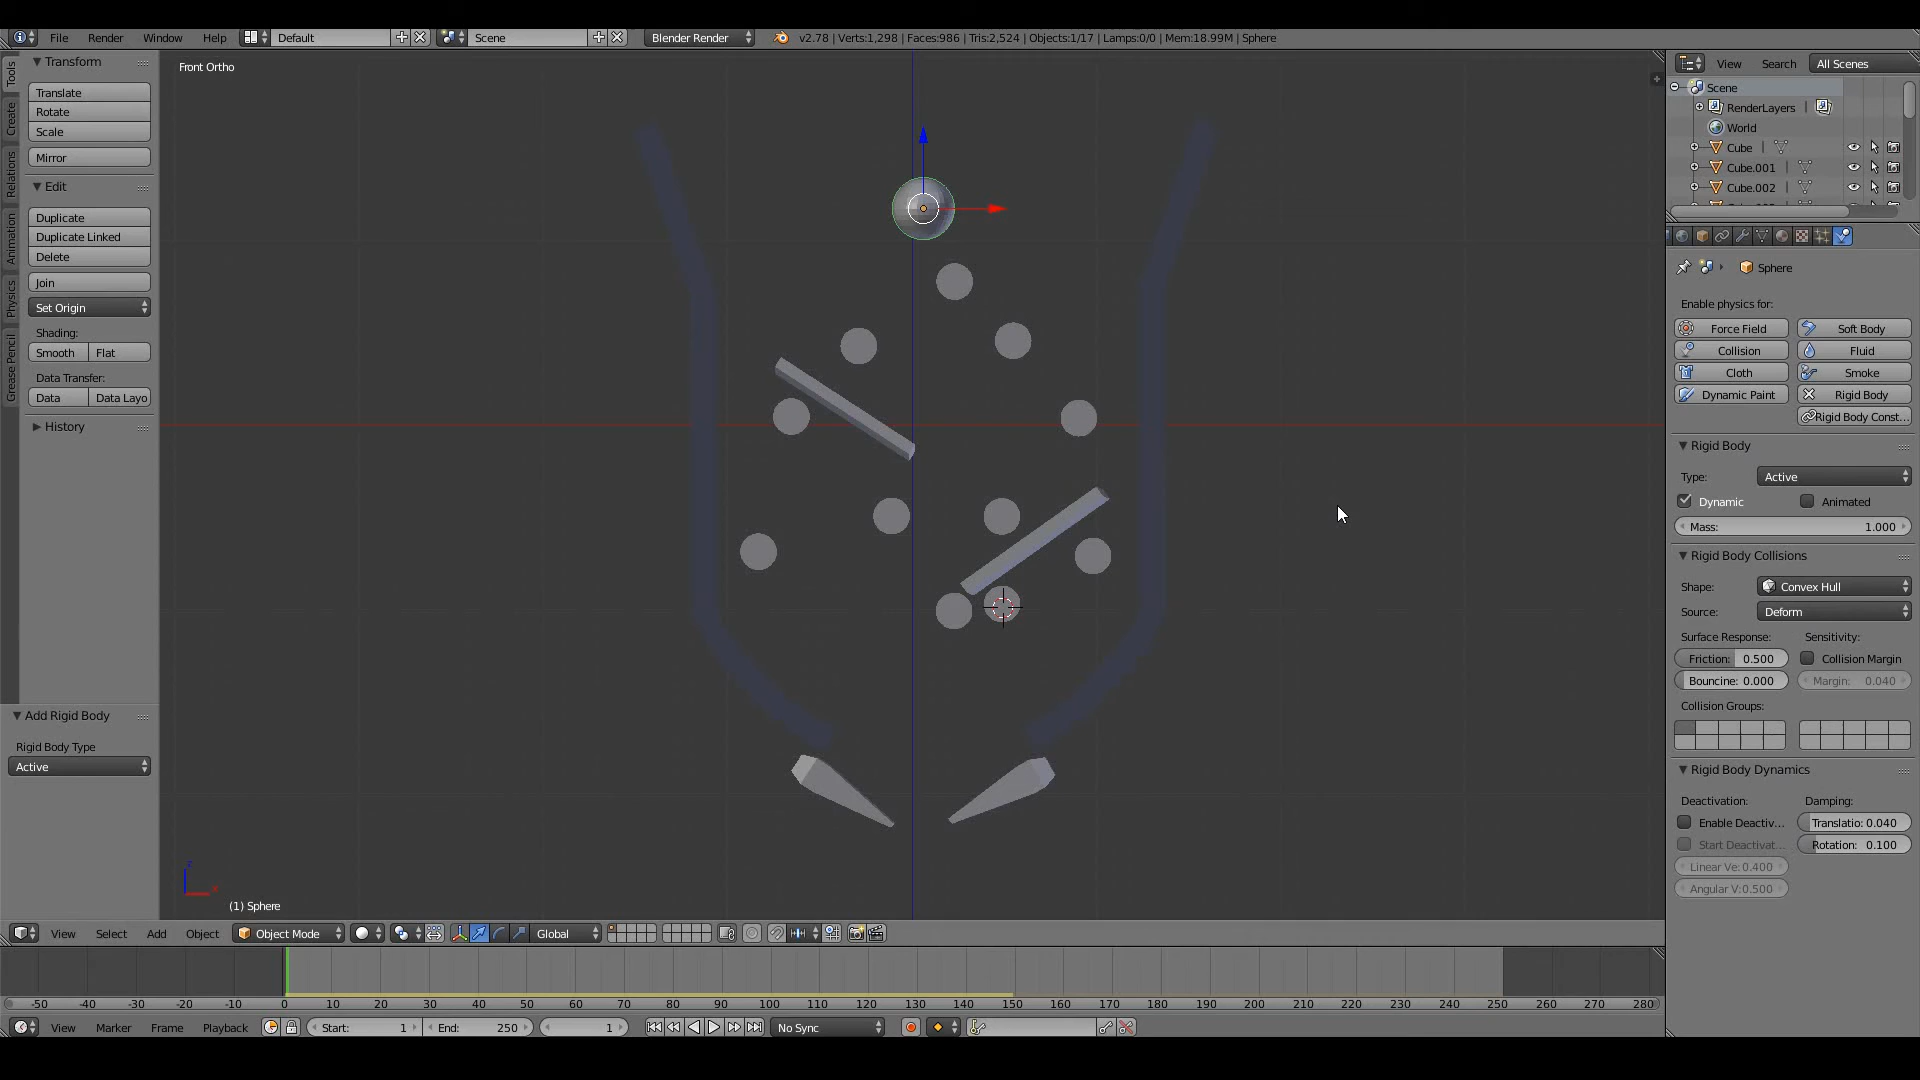 File Render Window Help Default Scene Blender Render v2.78 | Verts:1,298 | Faces:986 | Tris:2,524 | Objects:1/17 | Lamps:0/0 | Mem:18.99M | Sphere
Tools
Create
Relations
Animation
Physics
Grease Pencil
Transform
Translate
Rotate
Scale
Mirror
Edit
Duplicate
Duplicate Linked
Delete
Join
Set Origin
Shading:
Smooth Flat
Data Transfer:
Data Data Layo
History
Add Rigid Body
Rigid Body Type
Active
Front Ortho
z
x
(1) Sphere
View Search All Scenes
Scene
RenderLayers
World
Cube
Cube.001
Cube.002
Sphere
Enable physics for:
Force Field Soft Body
Collision Fluid
Cloth Smoke
Dynamic Paint Rigid Body
Rigid Body Const...
Rigid Body
Type: Active
Dynamic Animated
Mass: 1.000
Rigid Body Collisions
Shape: Convex Hull
Source: Deform
Surface Response: Sensitivity:
Friction: 0.500 Collision Margin
Bouncine: 0.000 Margin: 0.040
Collision Groups:
Rigid Body Dynamics
Deactivation: Damping:
Enable Deactiv... Translatio: 0.040
Start Deactivat... Rotation: 0.100
Linear Ve: 0.400
Angular V:0.500
View Select Add Object Object Mode Global
-50 -40 -30 -20 -10 0 10 20 30 40 50 60 70 80 90 100 110 120 130 140 150 160 170 180 190 200 210 220 230 240 250 260 270 280
View Marker Frame Playback Start: 1 End: 250 1 No Sync